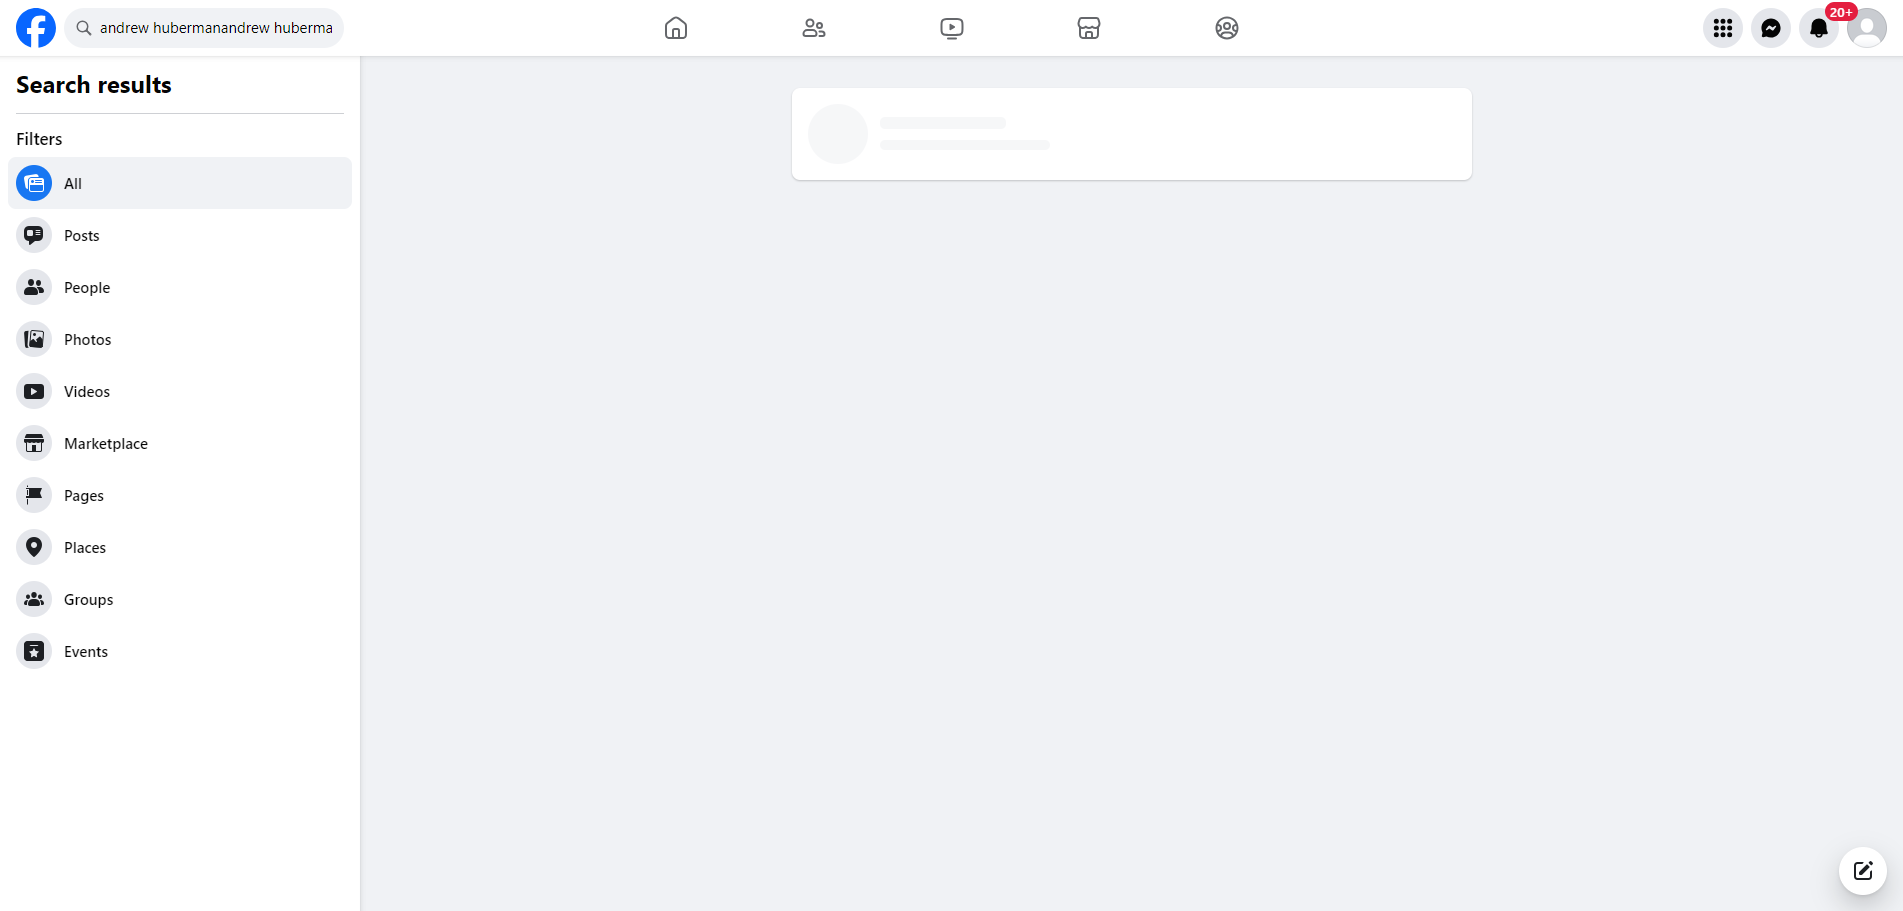 andrew hubermanandrew huberma
20+
Search results
Filters
All
Posts
People
Photos
Videos
Marketplace
Pages
Places
Groups
Events